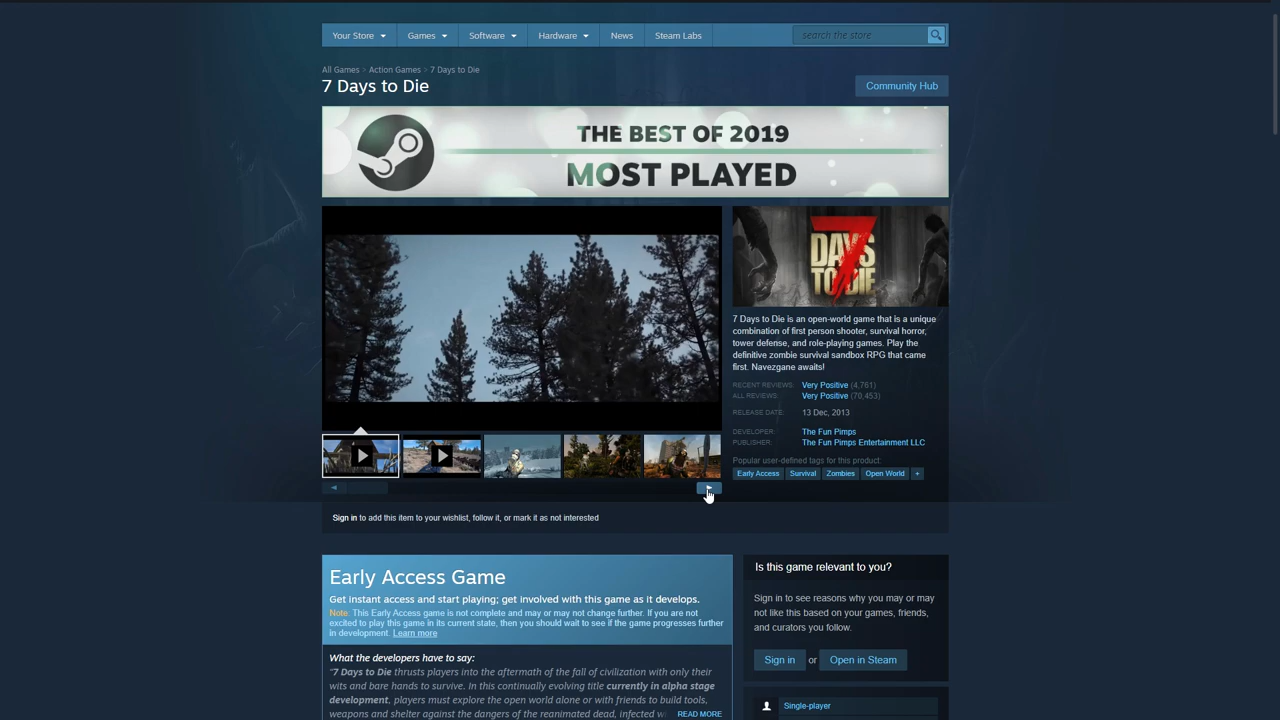 Your Store Games Software Hardware News Steam Labs search the store
All Games > Action Games > 7 Days to Die
7 Days to Die
Community Hub
THE BEST OF 2019
MOST PLAYED
7 DAYS TO DIE
7 Days to Die is an open-world game that is a unique
combination of first person shooter, survival horror,
tower defense, and role-playing games. Play the
definitive zombie survival sandbox RPG that came
first. Navezgane awaits!
RECENT REVIEWS: Very Positive (4,761)
ALL REVIEWS: Very Positive (70,453)
RELEASE DATE: 13 Dec, 2013
DEVELOPER: The Fun Pimps
PUBLISHER: The Fun Pimps Entertainment LLC
Popular user-defined tags for this product:
Early Access Survival Zombies Open World +
Sign in to add this item to your wishlist, follow it, or mark it as not interested
Early Access Game
Get instant access and start playing; get involved with this game as it develops.
Note: This Early Access game is not complete and may or may not change further. If you are not
excited to play this game in its current state, then you should wait to see if the game progresses further
in development. Learn more
What the developers have to say:
"7 Days to Die thrusts players into the aftermath of the fall of civilization with only their
wits and bare hands to survive. In this continually evolving title currently in alpha stage
development, players must explore the open world alone or with friends to build tools,
weapons and shelter against the dangers of the reanimated dead, infected w
READ MORE
Is this game relevant to you?
Sign in to see reasons why you may or may
not like this based on your games, friends,
and curators you follow.
Sign in or Open in Steam
Single-player